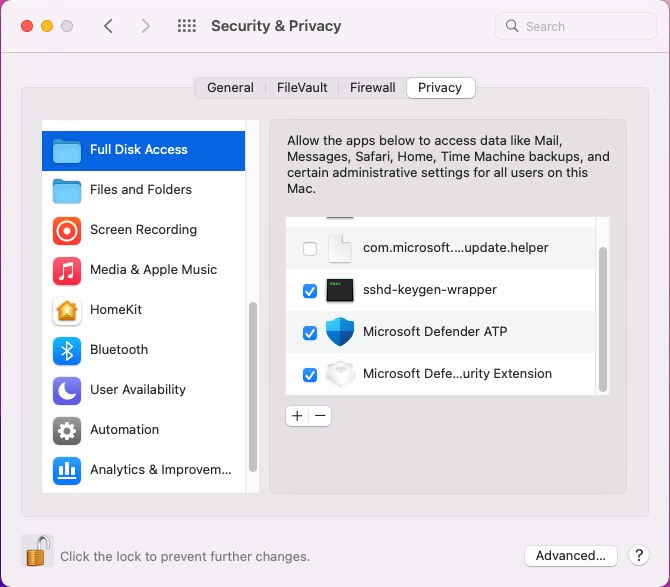 Security & Privacy
Search
General
FileVault
Firewall
Privacy
Full Disk Access
Files and Folders
Screen Recording
Media & Apple Music
HomeKit
Bluetooth
User Availability
Automation
Analytics & Improvem...
Allow the apps below to access data like Mail,
Messages, Safari, Home, Time Machine backups, and
certain administrative settings for all users on this
Mac.
com.microsoft....update.helper
sshd-keygen-wrapper
Microsoft Defender ATP
Microsoft Defe...urity Extension
+ −
Click the lock to prevent further changes.
Advanced...
?